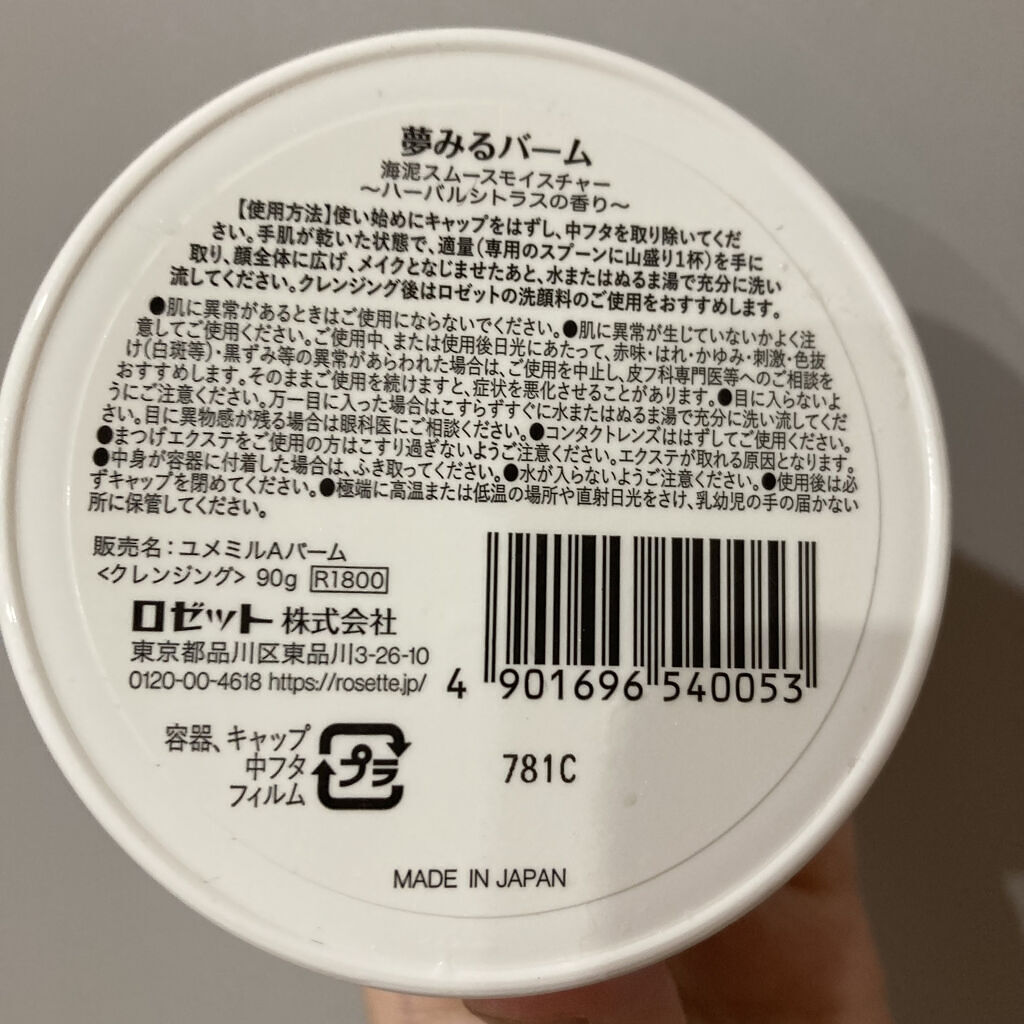 夢みるバーム
海泥スムースモイスチャー
〜ハーバルシトラスの香り〜
【使用方法】使い始めにキャップをはずし、中フタを取り除いてくだ
さい。手肌が乾いた状態で、適量(専用のスプーンに山盛り1杯)を手に
取り、顔全体に広げ、メイクとなじませたあと、水またはぬるま湯で充分に洗い
流してください。クレンジング後はロゼットの洗顔料のご使用をおすすめします。
●肌に異常があるときはご使用にならないでください。●肌に異常が生じていないかよく注
意してご使用ください。ご使用中、または使用後日光にあたって、赤味・はれ・かゆみ・刺激・色抜
け(白斑等)・黒ずみ等の異常があらわれた場合は、ご使用を中止し、皮フ科専門医等へのご相談を
おすすめします。そのままご使用を続けますと、症状を悪化させることがあります。●目に入らないよ
うにご注意ください。万一目に入った場合はこすらずすぐに水またはぬるま湯で充分に洗い流してくだ
さい。目に異物感が残る場合は眼科医にご相談ください。●コンタクトレンズははずしてご使用ください。
●まつげエクステをご使用の方はこすり過ぎないようご注意ください。エクステが取れる原因となります。
●中身が容器に付着した場合は、ふき取ってください。●水が入らないようご注意ください。●使用後は必
ずキャップを閉めてください。●極端に高温または低温の場所や直射日光をさけ、乳幼児の手の届かない
所に保管してください。
販売名：ユメミルAバーム
<クレンジング> 90g R1800
ロゼット 株式会社
東京都品川区東品川3-26-10
0120-00-4618 https://rosette.jp/
4 901696 540053
容器、キャップ
中フタ
フィルム
プラ
781C
MADE IN JAPAN